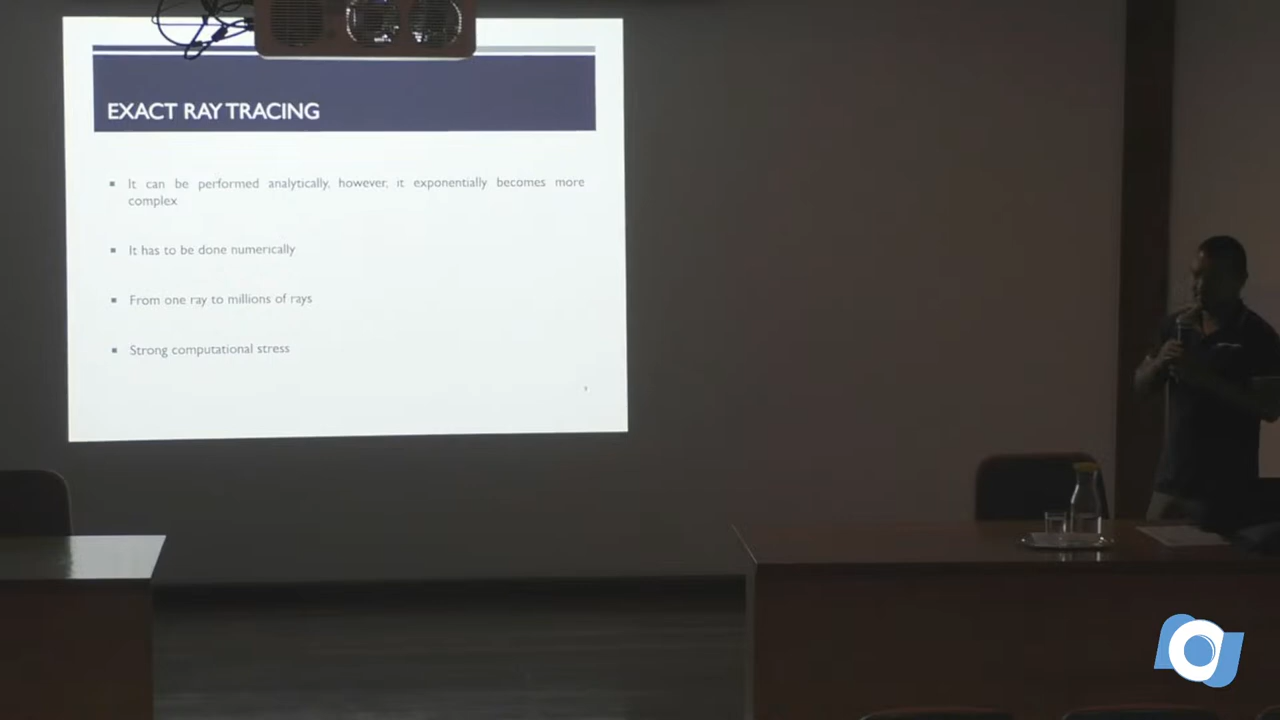 EXACT RAY TRACING
It can be performed analytically, however, it exponentially becomes more
complex
It has to be done numerically
From one ray to millions of rays
Strong computational stress